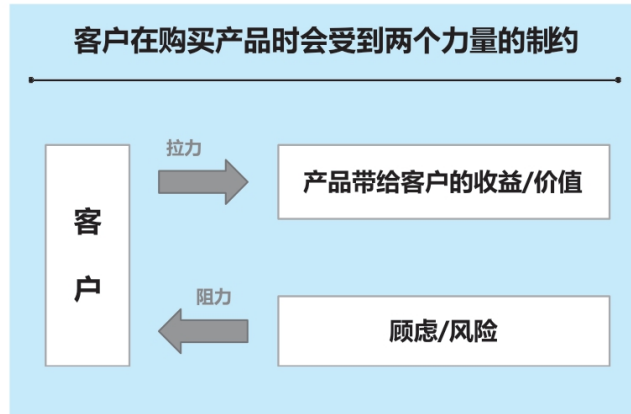 客户在购买产品时会受到两个力量的制约
拉力
产品带给客户的收益/价值
客
户
阻力
顾虑/风险